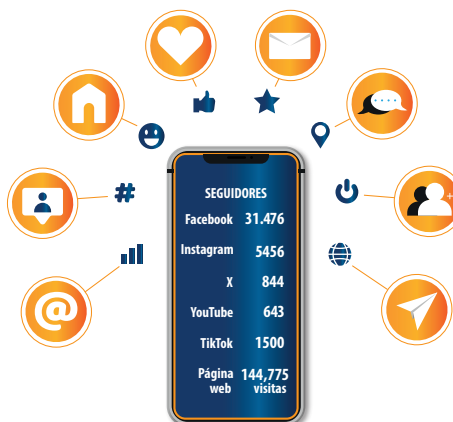 SEGUIDORES
Facebook 31.476
Instagram 5456
X 844
YouTube 643
TikTok 1500
Página 144,775
web visitas
@
#